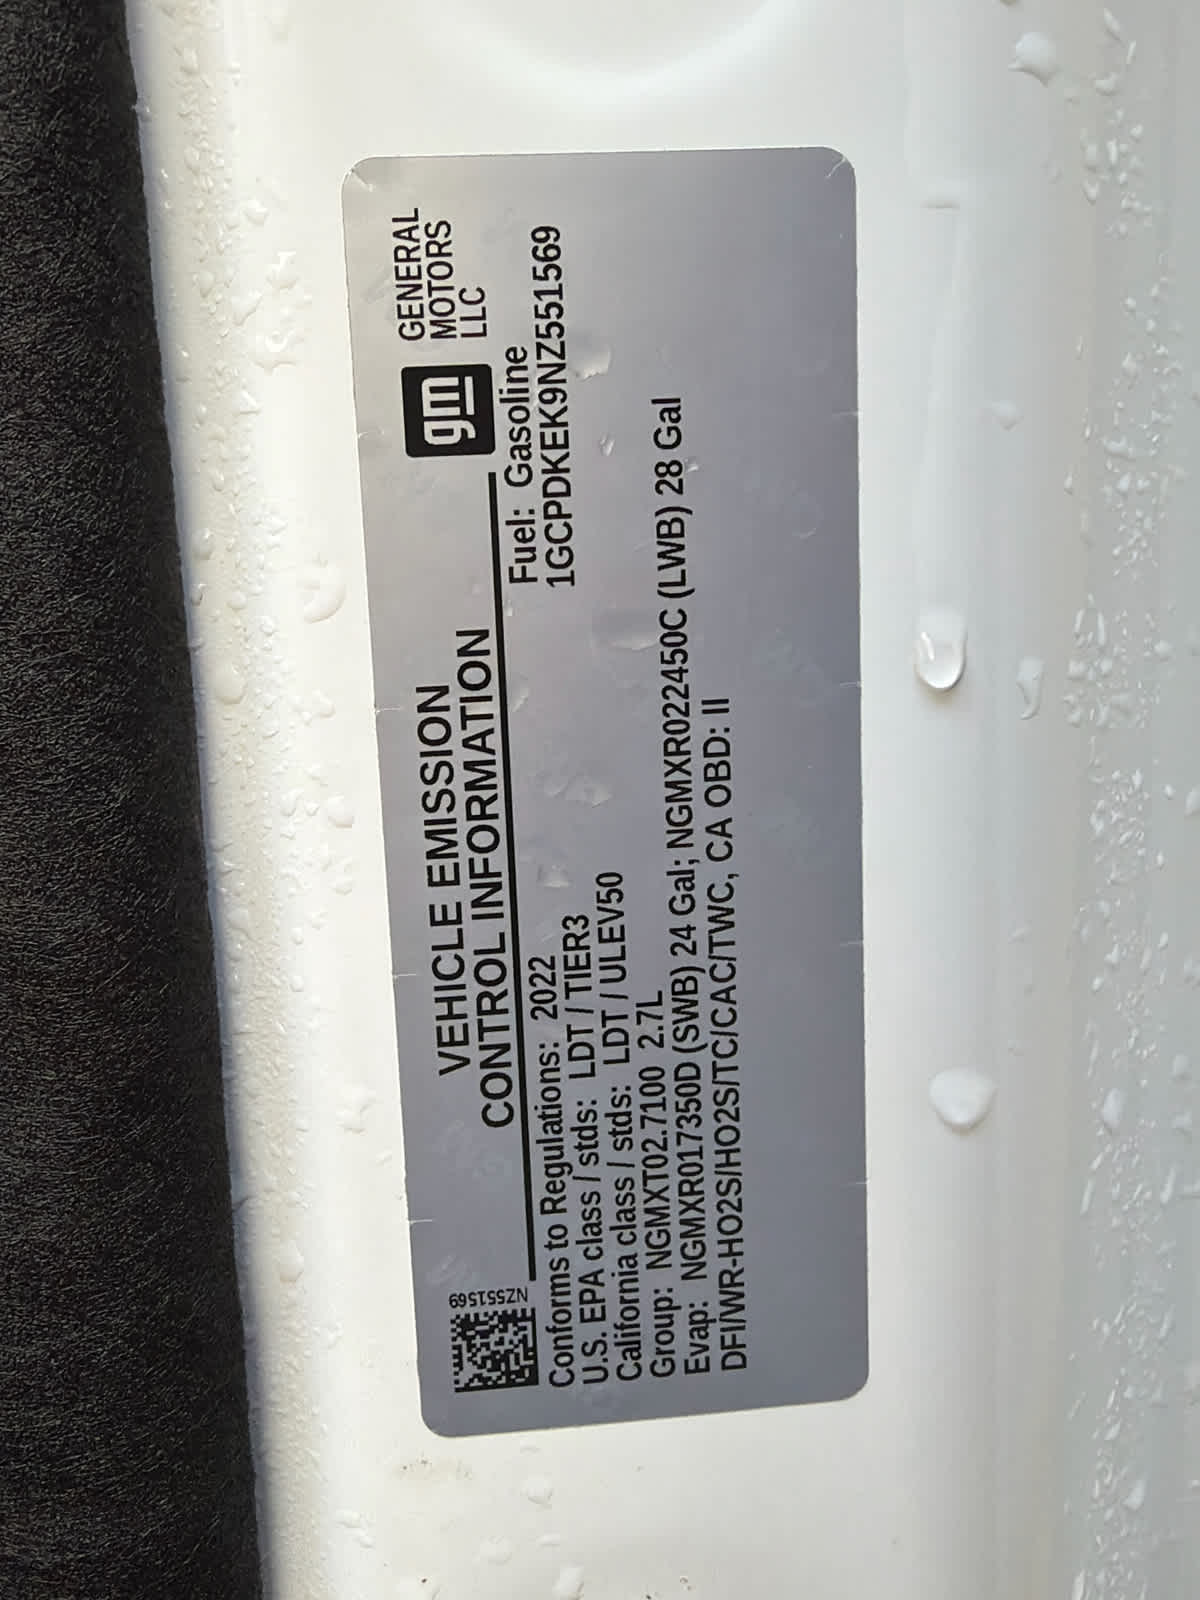 VEHICLE EMISSION
CONTROL INFORMATION
gm
GENERAL
MOTORS
LLC
NZ551569
Conforms to Regulations: 2022
Fuel: Gasoline
U.S. EPA class / stds: LDT / TIER3
1GCPDKEK9NZ551569
California class / stds: LDT / ULEV50
Group: NGMXT02.7100 2.7L
Evap: NGMXR017350D (SWB) 24 Gal; NGMXR022450C (LWB) 28 Gal
DFI/WR-HO2S/HO2S/TC/CAC/TWC, CA OBD: II